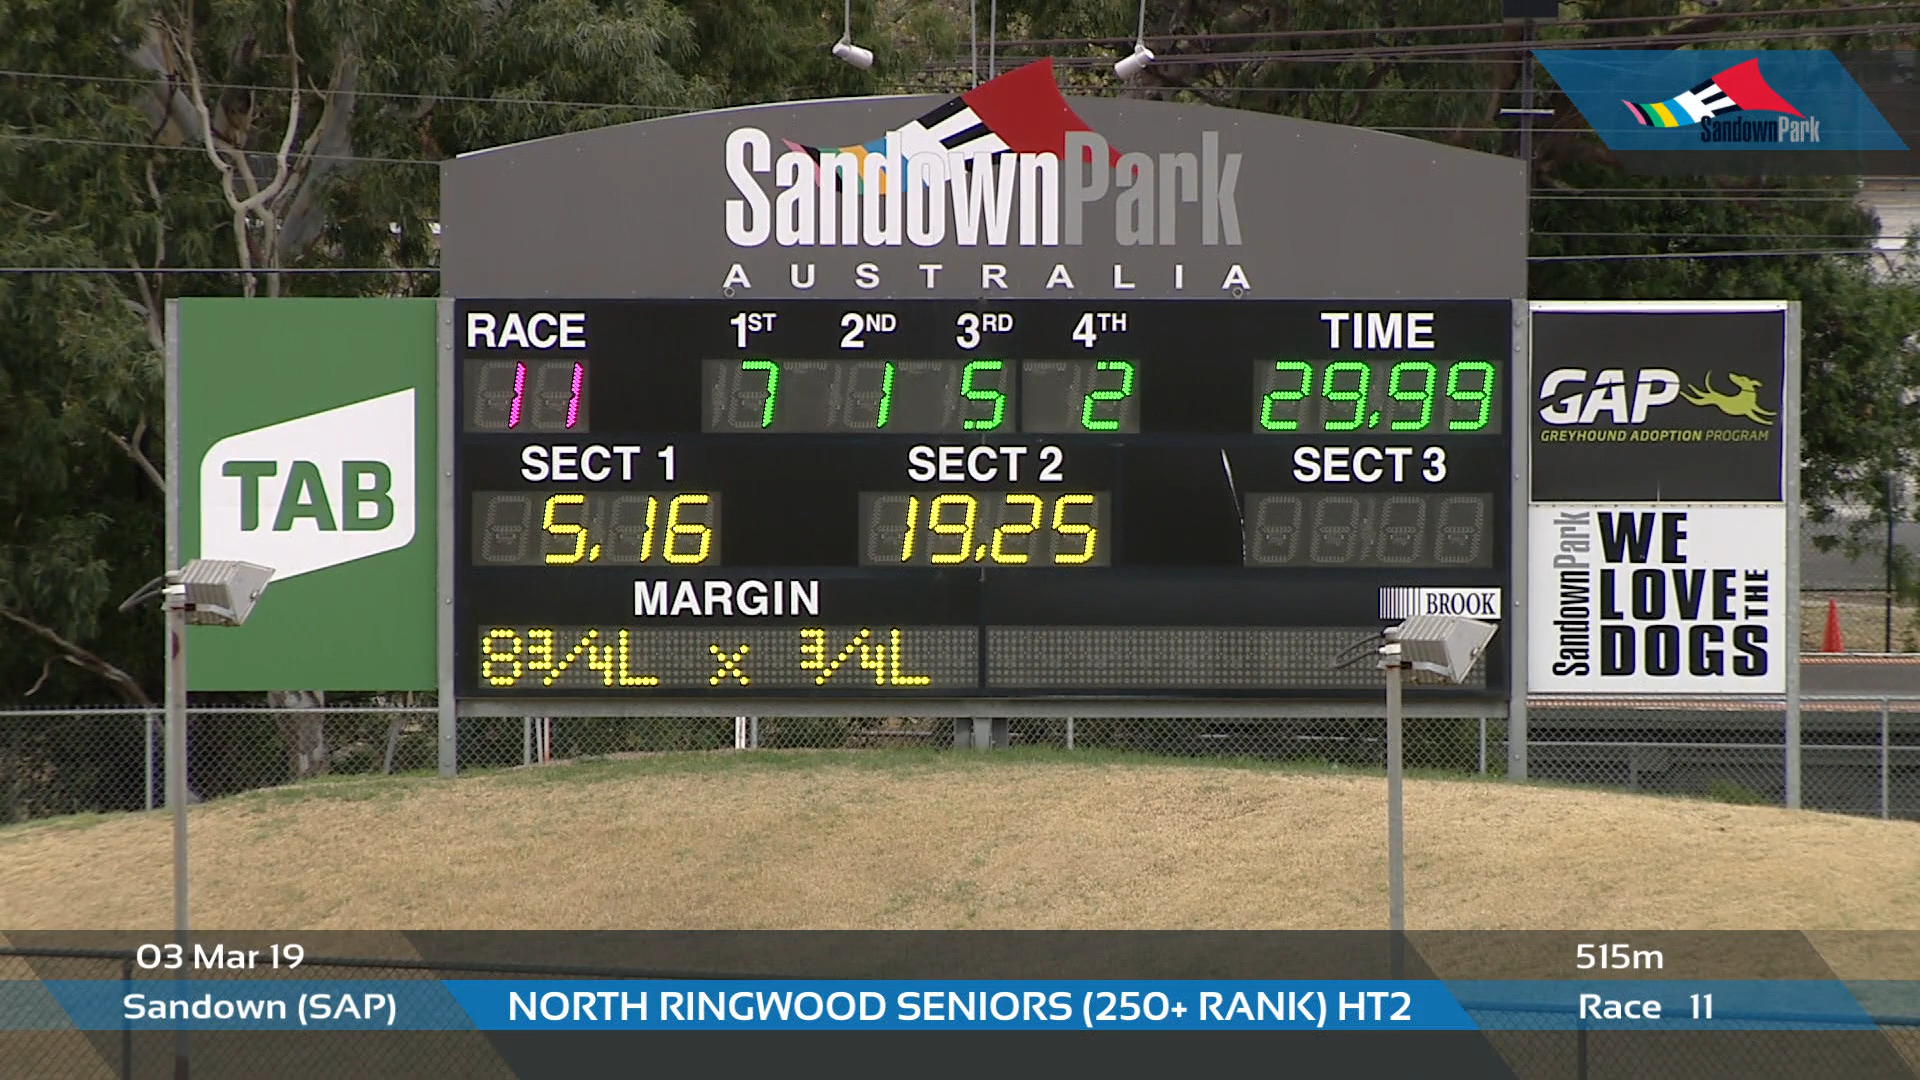 SandownPark
SandownPark
AUSTRALIA
RACE 1ST 2ND 3RD 4TH TIME
11 7 1 5 2 29.99
SECT 1 SECT 2 SECT 3
5.16 19.25
MARGIN
8¾L x ¾L
BROOK
TAB
GAP
GREYHOUND ADOPTION PROGRAM
SandownPark
WE
LOVE THE
DOGS
03 Mar 19
515m
Sandown (SAP)
NORTH RINGWOOD SENIORS (250+ RANK) HT2
Race 11